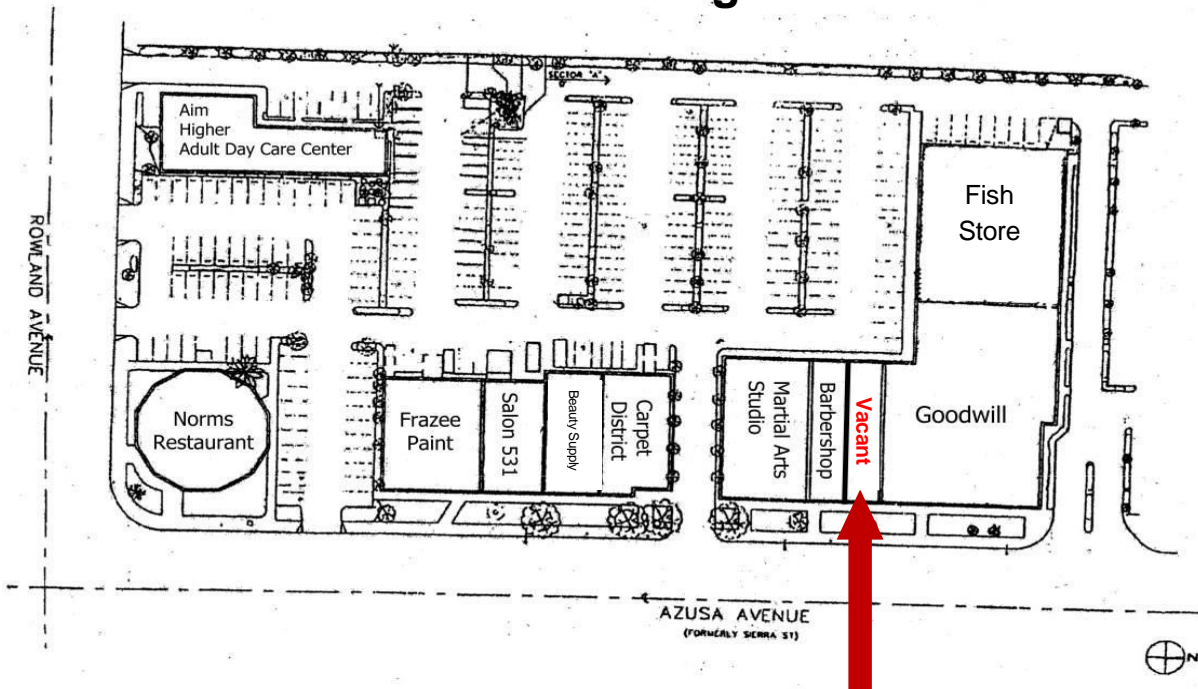 SECTOR "A"
Aim
Higher
Adult Day Care Center
Fish
Store
ROWLAND AVENUE
Norms
Restaurant
Frazee
Paint
Salon 531
Beauty Supply
Carpet
District
Martial Arts
Studio
Barbershop
Vacant
Goodwill
AZUSA AVENUE
(FORMERLY SIERRA ST)
N